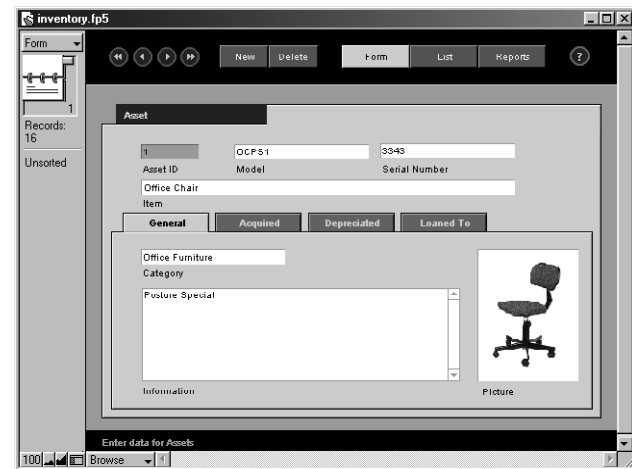 inventory.fp5
Form
New Delete Form List Reports ?
1
Records:
16
Unsorted
Asset
1 OCPS1 3343
Asset ID Model Serial Number
Office Chair
Item
General Acquired Depreciated Loaned To
Office Furniture
Category
Posture Special
Information Picture
Enter data for Assets
100 Browse